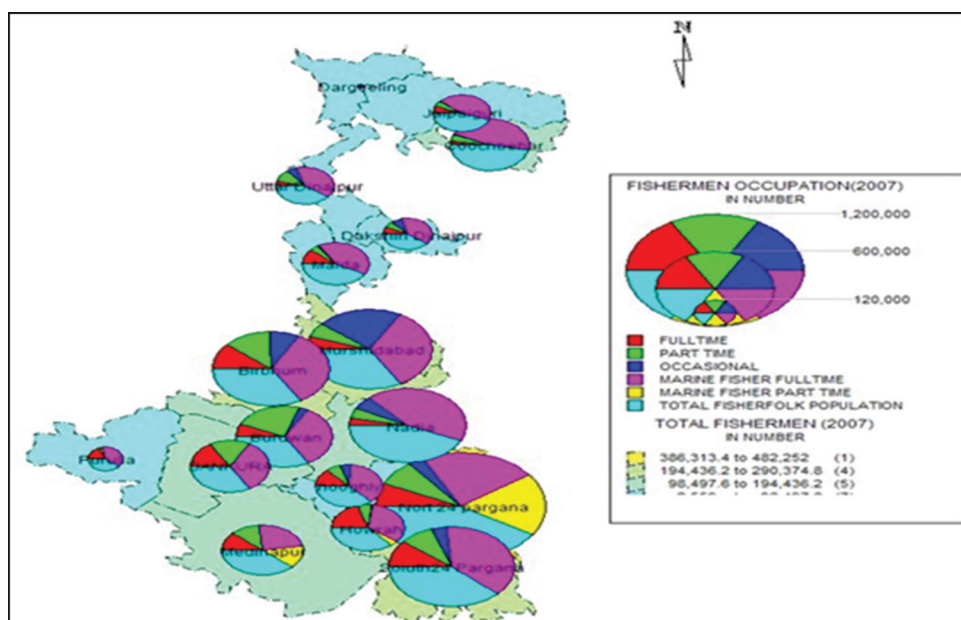 N
Dargeeling
Jalpaiguri
Coochbehar
Uttar Dinajpur
Dakshin Dinajpur
Malda
Murshidabad
Birbhum
Nadia
Burdwan
BANKURA
Purulia
Hooghly
Nort 24 pargana
Howrah
Medinapur
24 Pargana
FISHERMEN OCCUPATION(2007)
IN NUMBER
1,200,000
600,000
120,000
FULLTIME
PART TIME
OCCASIONAL
MARINE FISHER FULLTIME
MARINE FISHER PART TIME
TOTAL FISHERFOLK POPULATION
TOTAL FISHERMEN (2007)
IN NUMBER
386,313.4 to 482,252 (1)
194,436.2 to 290,374.8 (4)
98,497.6 to 194,436.2 (5)